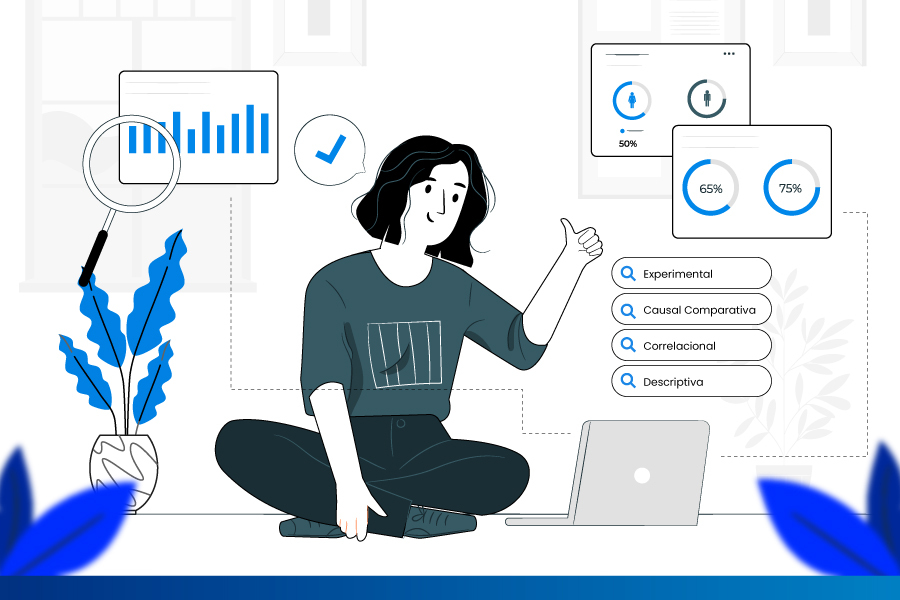 50%
65%
75%
Experimental
Causal Comparativa
Correlacional
Descriptiva